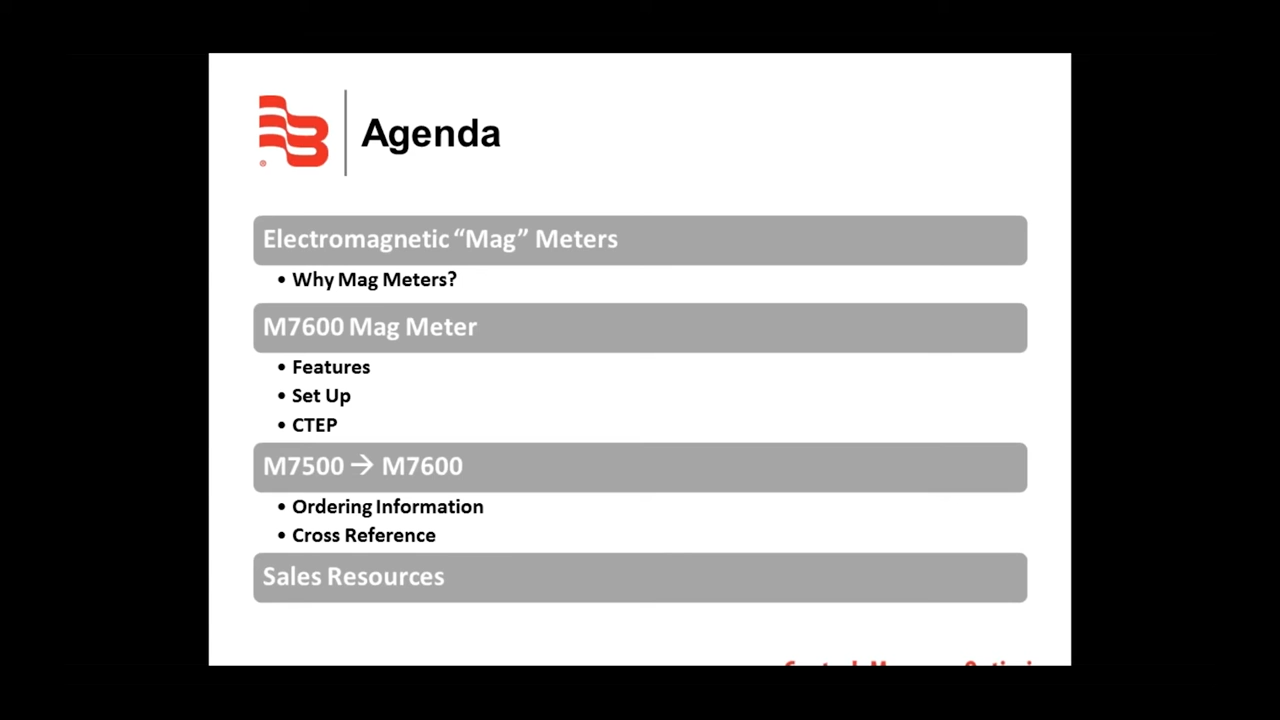 Agenda
Electromagnetic “Mag” Meters
• Why Mag Meters?
M7600 Mag Meter
• Features
• Set Up
• CTEP
M7500 → M7600
• Ordering Information
• Cross Reference
Sales Resources